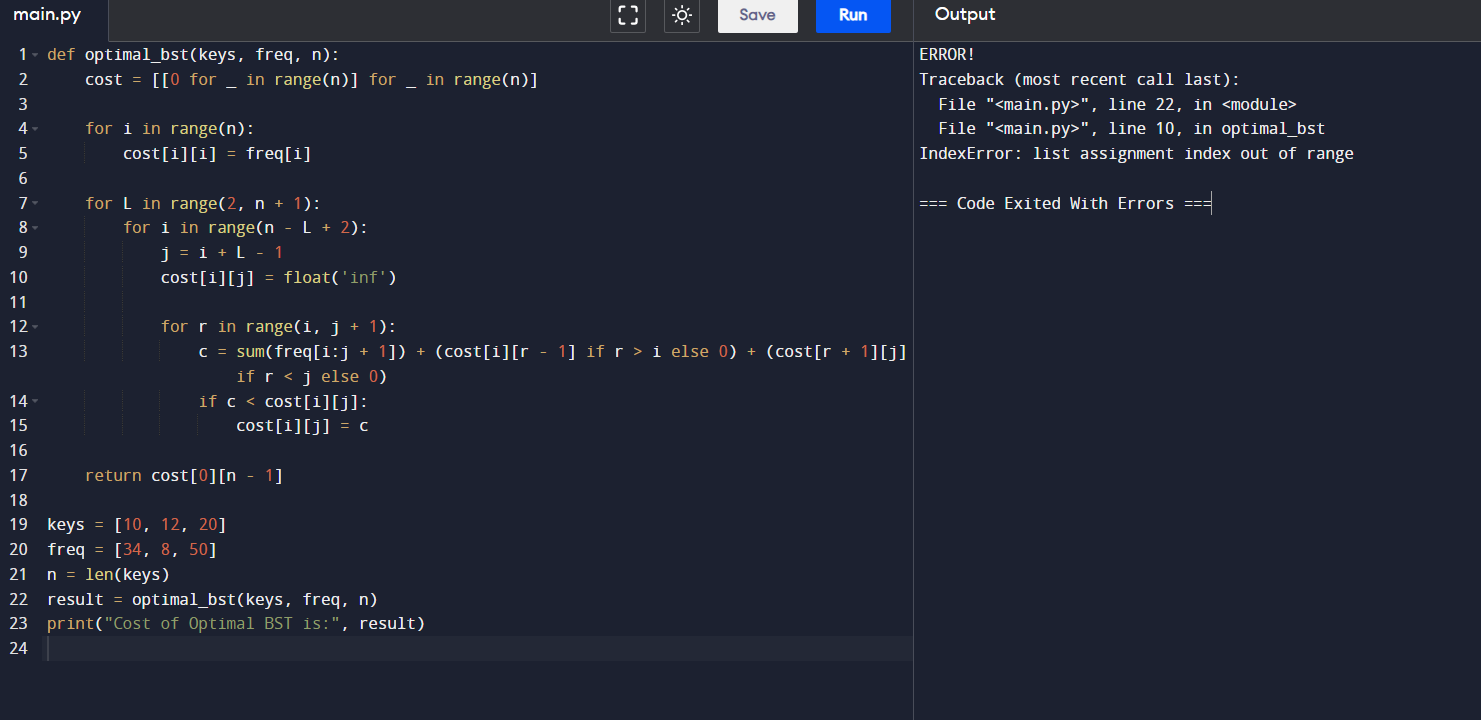 main.py
Save
Run
Output
1 def optimal_bst(keys, freq, n):
2     cost = [[0 for _ in range(n)] for _ in range(n)]
3
4     for i in range(n):
5         cost[i][i] = freq[i]
6
7     for L in range(2, n + 1):
8         for i in range(n - L + 2):
9             j = i + L - 1
10             cost[i][j] = float('inf')
11
12             for r in range(i, j + 1):
13                 c = sum(freq[i:j + 1]) + (cost[i][r - 1] if r > i else 0) + (cost[r + 1][j]
if r < j else 0)
14                 if c < cost[i][j]:
15                     cost[i][j] = c
16
17     return cost[0][n - 1]
18
19 keys = [10, 12, 20]
20 freq = [34, 8, 50]
21 n = len(keys)
22 result = optimal_bst(keys, freq, n)
23 print("Cost of Optimal BST is:", result)
24
ERROR!
Traceback (most recent call last):
  File "<main.py>", line 22, in <module>
  File "<main.py>", line 10, in optimal_bst
IndexError: list assignment index out of range
=== Code Exited With Errors ===